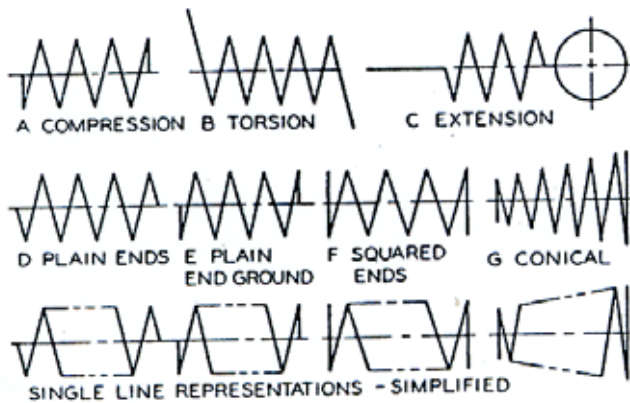 A COMPRESSION B TORSION C EXTENSION
D PLAIN ENDS E PLAIN END GROUND F SQUARED ENDS G CONICAL
SINGLE LINE REPRESENTATIONS - SIMPLIFIED